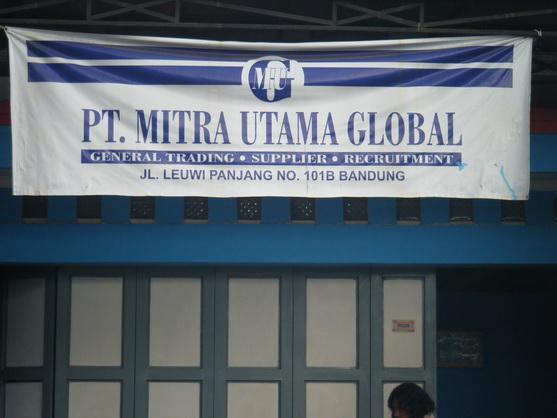 MUG
PT. MITRA UTAMA GLOBAL
GENERAL TRADING • SUPPLIER • RECRUITMENT
JL. LEUWI PANJANG NO. 101B BANDUNG